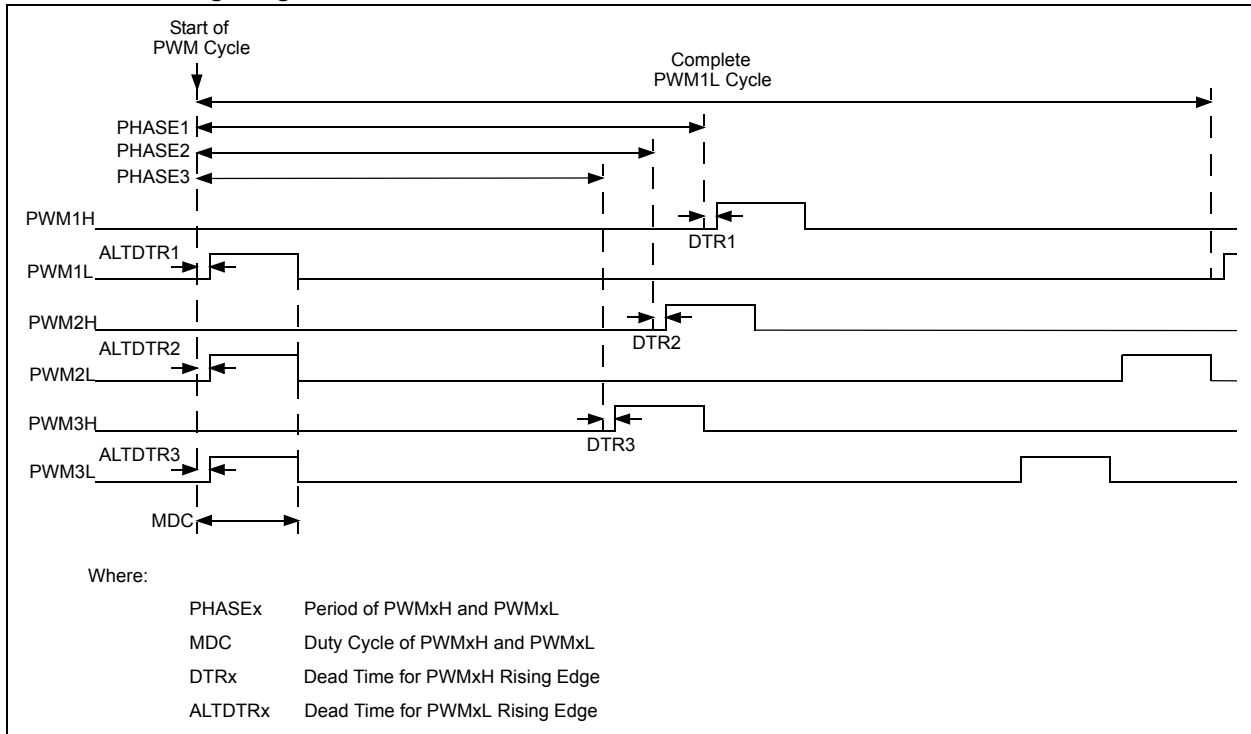 Start of
PWM Cycle
Complete
PWM1L Cycle
PHASE1
PHASE2
PHASE3
PWM1H
DTR1
ALTDTR1
PWM1L
PWM2H
DTR2
ALTDTR2
PWM2L
PWM3H
DTR3
ALTDTR3
PWM3L
MDC
Where:
PHASEx Period of PWMxH and PWMxL
MDC Duty Cycle of PWMxH and PWMxL
DTRx Dead Time for PWMxH Rising Edge
ALTDTRx Dead Time for PWMxL Rising Edge